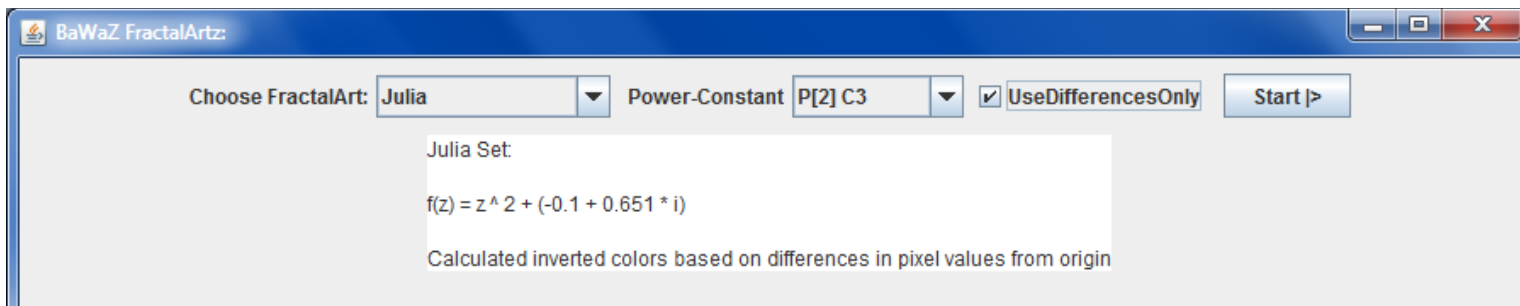 BaWaZ FractalArtz:
Choose FractalArt: Julia Power-Constant P[2] C3 UseDifferencesOnly Start |>
Julia Set:
f(z) = z ^ 2 + (-0.1 + 0.651 * i)
Calculated inverted colors based on differences in pixel values from origin